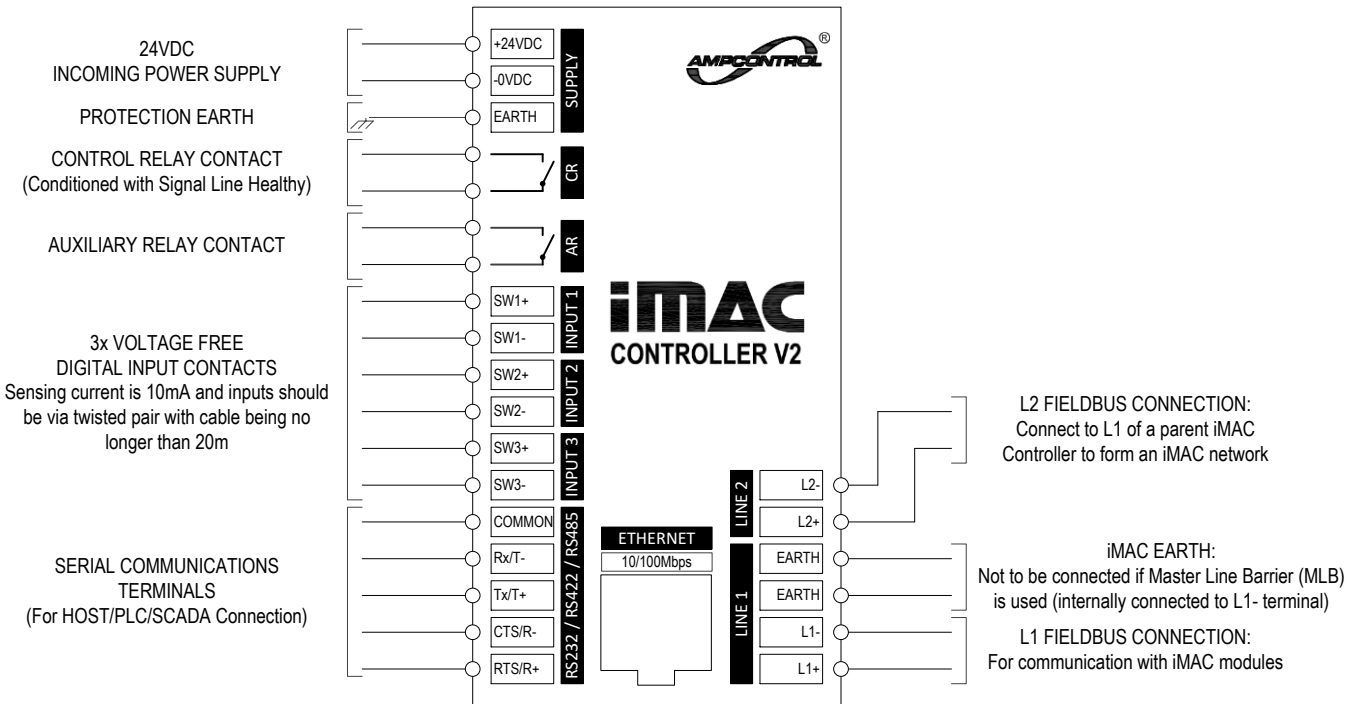 24VDC
INCOMING POWER SUPPLY
PROTECTION EARTH
CONTROL RELAY CONTACT
(Conditioned with Signal Line Healthy)
AUXILIARY RELAY CONTACT
3x VOLTAGE FREE
DIGITAL INPUT CONTACTS
Sensing current is 10mA and inputs should
be via twisted pair with cable being no
longer than 20m
SERIAL COMMUNICATIONS
TERMINALS
(For HOST/PLC/SCADA Connection)
+24VDC
-0VDC
EARTH
SUPPLY
CR
AR
SW1+
SW1-
INPUT 1
SW2+
SW2-
INPUT 2
SW3+
SW3-
INPUT 3
COMMON
Rx/T-
Tx/T+
CTS/R-
RTS/R+
RS232 / RS422 / RS485
AMPCONTROL®
iMAC
CONTROLLER V2
ETHERNET
10/100Mbps
LINE 2
L2-
L2+
LINE 1
EARTH
EARTH
L1-
L1+
L2 FIELDBUS CONNECTION:
Connect to L1 of a parent iMAC
Controller to form an iMAC network
iMAC EARTH:
Not to be connected if Master Line Barrier (MLB)
is used (internally connected to L1- terminal)
L1 FIELDBUS CONNECTION:
For communication with iMAC modules